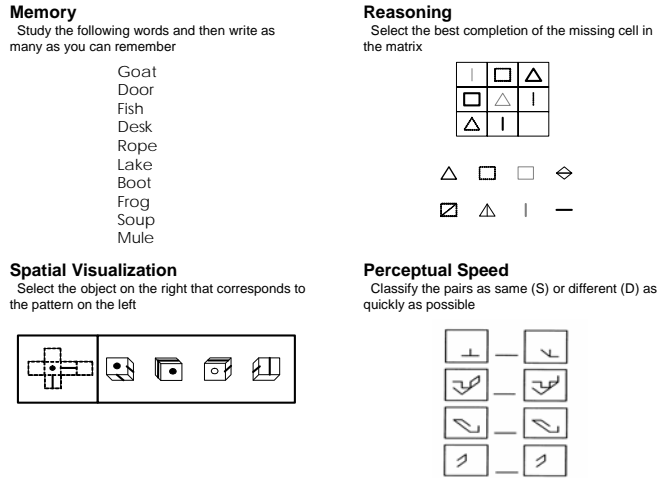 Memory
Study the following words and then write as
many as you can remember
Goat
Door
Fish
Desk
Rope
Lake
Boot
Frog
Soup
Mule
Reasoning
Select the best completion of the missing cell in
the matrix
Spatial Visualization
Select the object on the right that corresponds to
the pattern on the left
Perceptual Speed
Classify the pairs as same (S) or different (D) as
quickly as possible